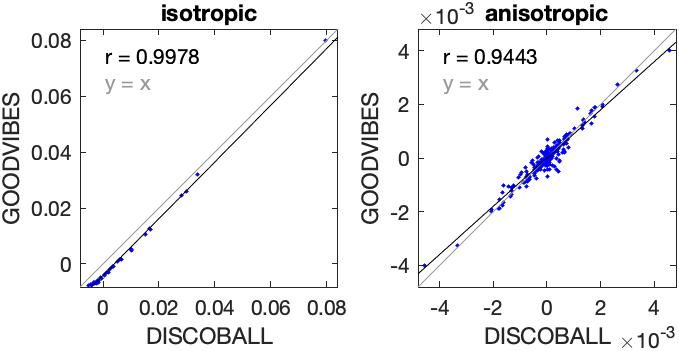 isotropic
r = 0.9978
y = x
GOODVIBES
0.08
0.06
0.04
0.02
0
0
0.02
0.04
0.06
0.08
DISCOBALL
×10⁻³
anisotropic
r = 0.9443
y = x
GOODVIBES
4
2
0
-2
-4
-4
-2
0
2
4
DISCOBALL
×10⁻³